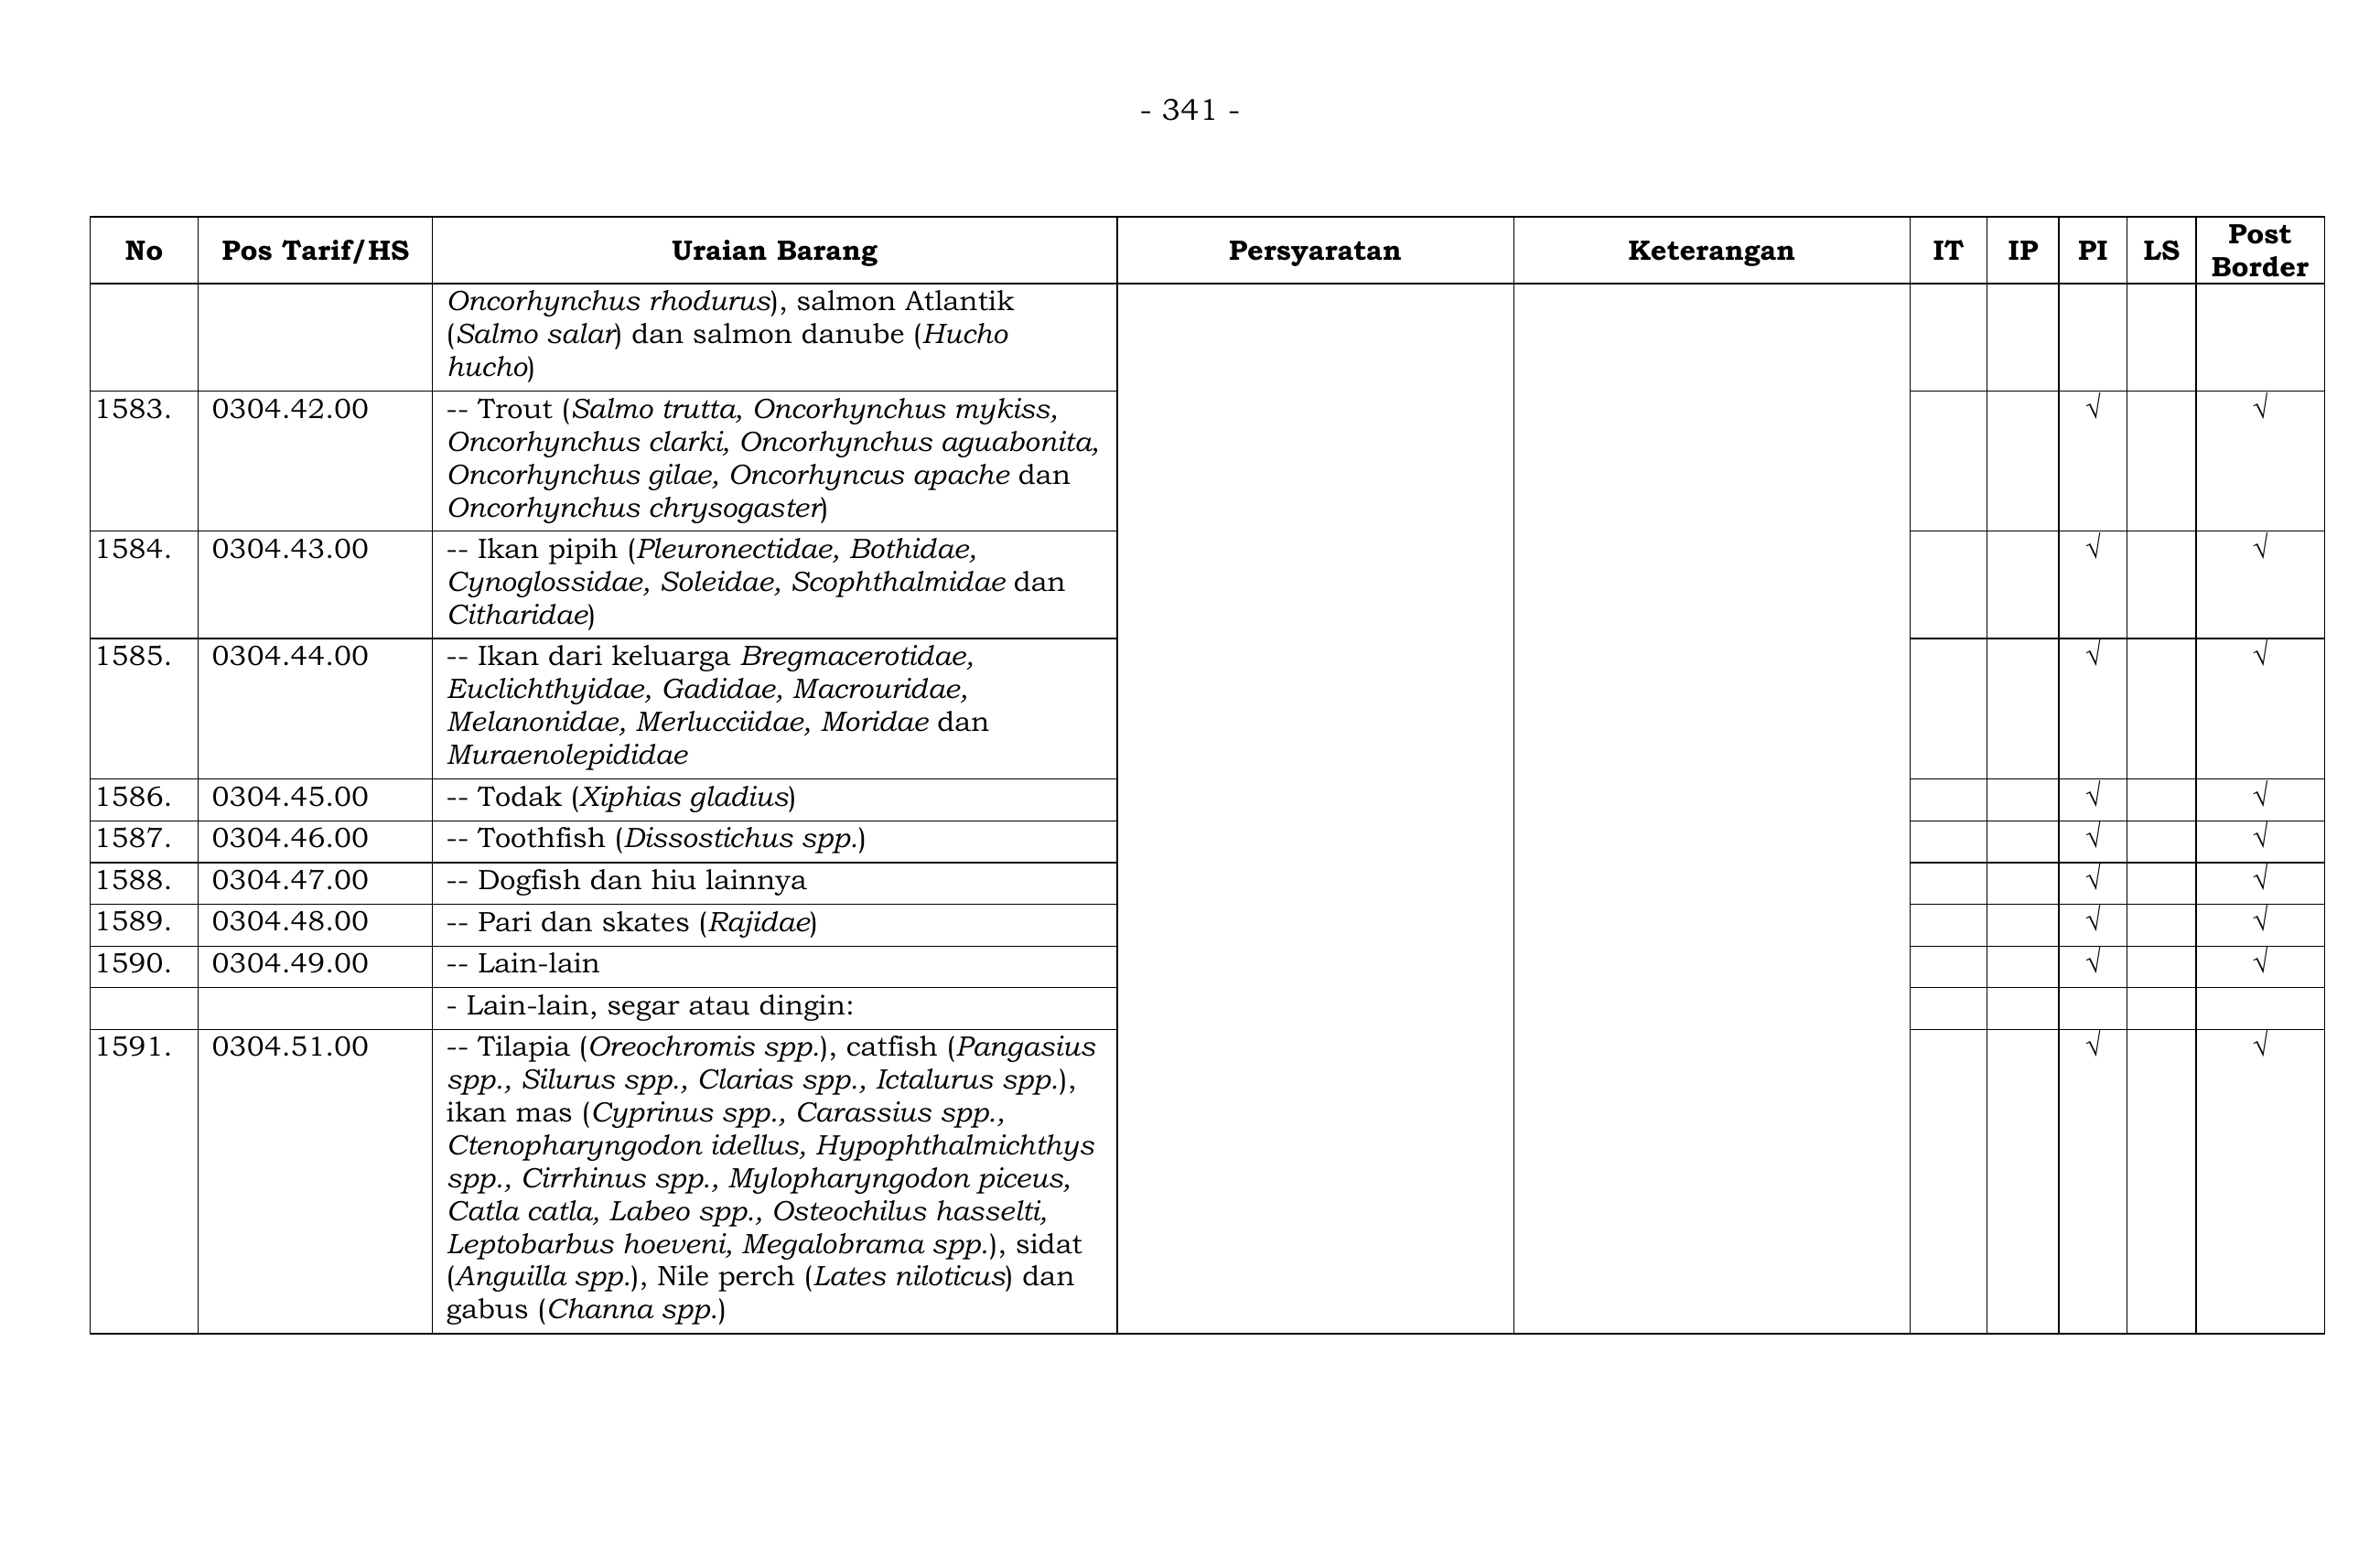 - 341 -
No Pos Tarif/HS Uraian Barang Persyaratan Keterangan IT IP PI LS Post Border
Oncorhynchus rhodurus), salmon Atlantik
(Salmo salar) dan salmon danube (Hucho
hucho)
1583. 0304.42.00 -- Trout (Salmo trutta, Oncorhynchus mykiss, √ √
Oncorhynchus clarki, Oncorhynchus aguabonita,
Oncorhynchus gilae, Oncorhyncus apache dan
Oncorhynchus chrysogaster)
1584. 0304.43.00 -- Ikan pipih (Pleuronectidae, Bothidae, √ √
Cynoglossidae, Soleidae, Scophthalmidae dan
Citharidae)
1585. 0304.44.00 -- Ikan dari keluarga Bregmacerotidae, √ √
Euclichthyidae, Gadidae, Macrouridae,
Melanonidae, Merlucciidae, Moridae dan
Muraenolepididae
1586. 0304.45.00 -- Todak (Xiphias gladius) √ √
1587. 0304.46.00 -- Toothfish (Dissostichus spp.) √ √
1588. 0304.47.00 -- Dogfish dan hiu lainnya √ √
1589. 0304.48.00 -- Pari dan skates (Rajidae) √ √
1590. 0304.49.00 -- Lain-lain √ √
- Lain-lain, segar atau dingin:
1591. 0304.51.00 -- Tilapia (Oreochromis spp.), catfish (Pangasius √ √
spp., Silurus spp., Clarias spp., Ictalurus spp.),
ikan mas (Cyprinus spp., Carassius spp.,
Ctenopharyngodon idellus, Hypophthalmichthys
spp., Cirrhinus spp., Mylopharyngodon piceus,
Catla catla, Labeo spp., Osteochilus hasselti,
Leptobarbus hoeveni, Megalobrama spp.), sidat
(Anguilla spp.), Nile perch (Lates niloticus) dan
gabus (Channa spp.)